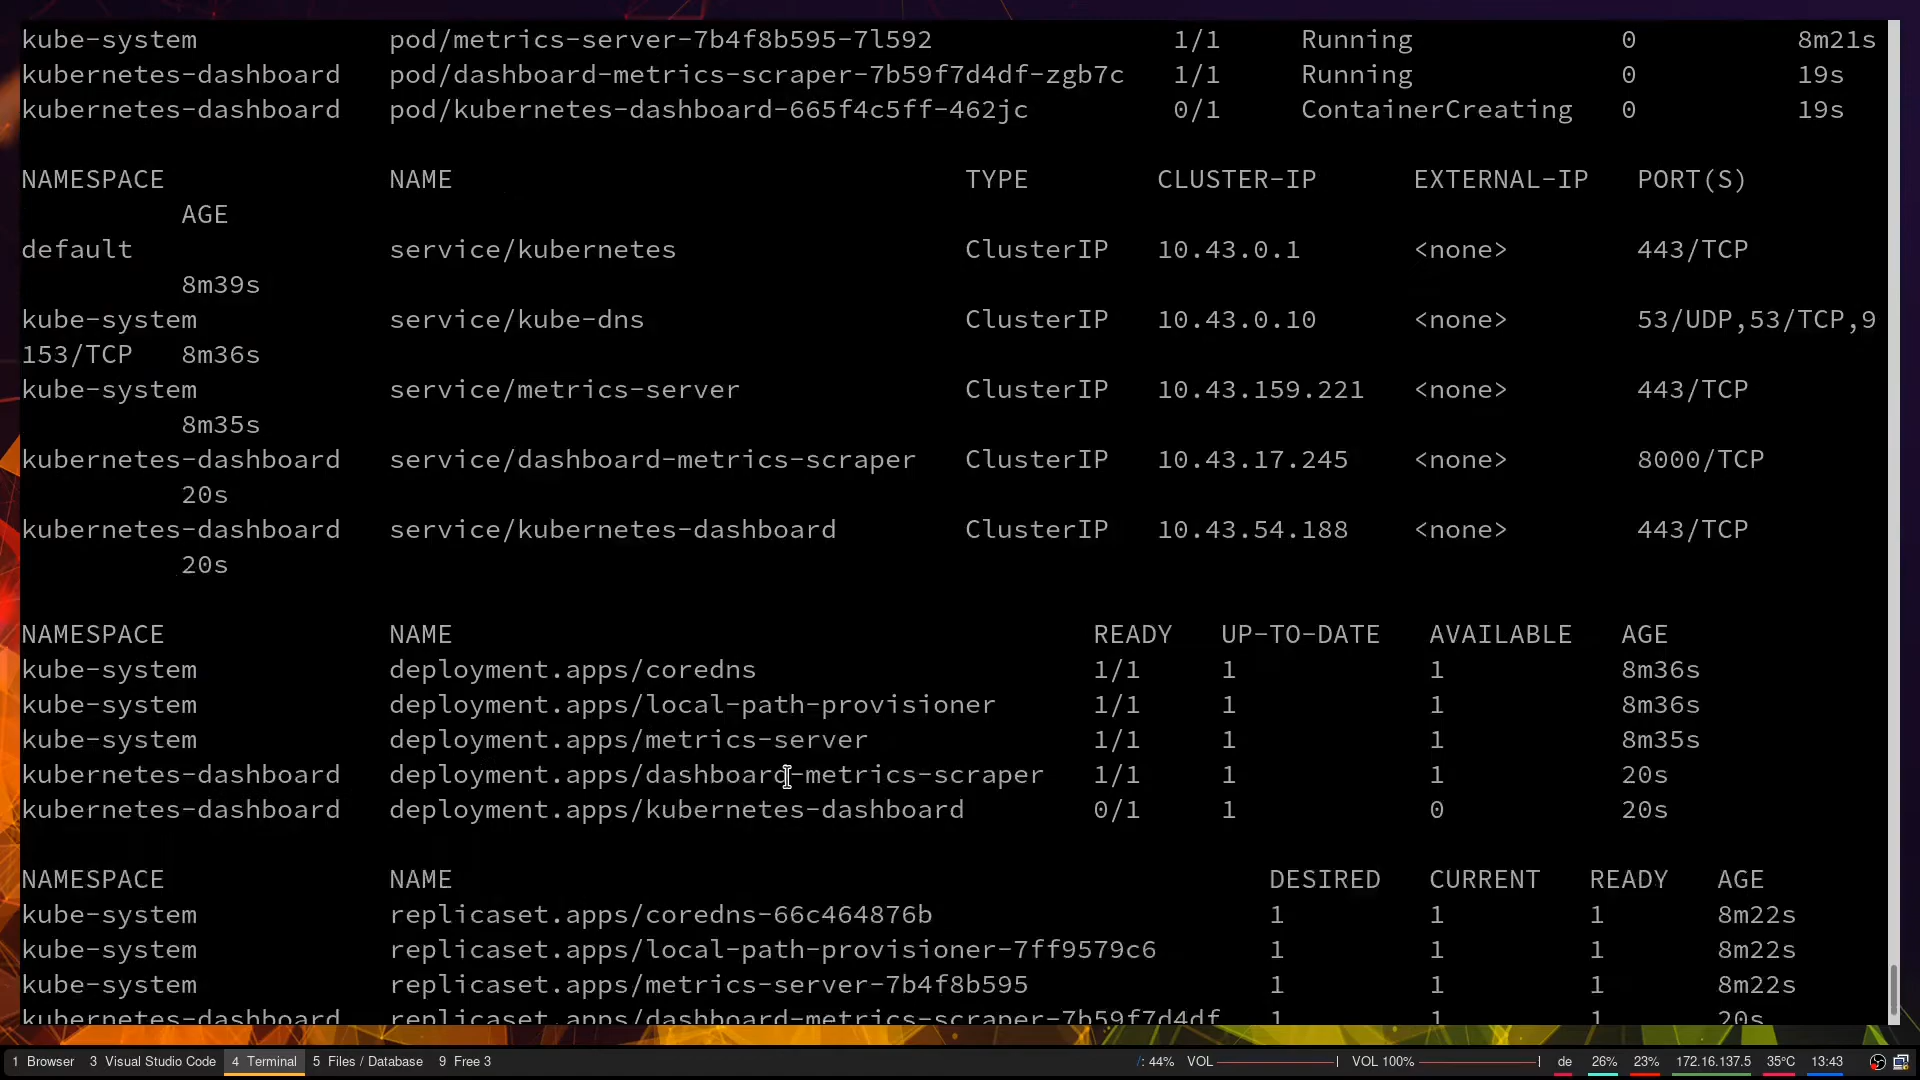 kube-system pod/metrics-server-7b4f8b595-7l592 1/1 Running 0 8m21s
kubernetes-dashboard pod/dashboard-metrics-scraper-7b59f7d4df-zgb7c 1/1 Running 0 19s
kubernetes-dashboard pod/kubernetes-dashboard-665f4c5ff-462jc 0/1 ContainerCreating 0 19s
NAMESPACE NAME TYPE CLUSTER-IP EXTERNAL-IP PORT(S)
AGE
default service/kubernetes ClusterIP 10.43.0.1 <none> 443/TCP
8m39s
kube-system service/kube-dns ClusterIP 10.43.0.10 <none> 53/UDP,53/TCP,9
153/TCP 8m36s
kube-system service/metrics-server ClusterIP 10.43.159.221 <none> 443/TCP
8m35s
kubernetes-dashboard service/dashboard-metrics-scraper ClusterIP 10.43.17.245 <none> 8000/TCP
20s
kubernetes-dashboard service/kubernetes-dashboard ClusterIP 10.43.54.188 <none> 443/TCP
20s
NAMESPACE NAME READY UP-TO-DATE AVAILABLE AGE
kube-system deployment.apps/coredns 1/1 1 1 8m36s
kube-system deployment.apps/local-path-provisioner 1/1 1 1 8m36s
kube-system deployment.apps/metrics-server 1/1 1 1 8m35s
kubernetes-dashboard deployment.apps/dashboard-metrics-scraper 1/1 1 1 20s
kubernetes-dashboard deployment.apps/kubernetes-dashboard 0/1 1 0 20s
NAMESPACE NAME DESIRED CURRENT READY AGE
kube-system replicaset.apps/coredns-66c464876b 1 1 1 8m22s
kube-system replicaset.apps/local-path-provisioner-7ff9579c6 1 1 1 8m22s
kube-system replicaset.apps/metrics-server-7b4f8b595 1 1 1 8m22s
kubernetes-dashboard replicaset.apps/dashboard-metrics-scraper-7b59f7d4df 1 1 1 20s
1 Browser 3 Visual Studio Code 4 Terminal 5 Files / Database 9 Free 3 /: 44% VOL VOL 100% de 26% 23% 172.16.137.5 35°C 13:43